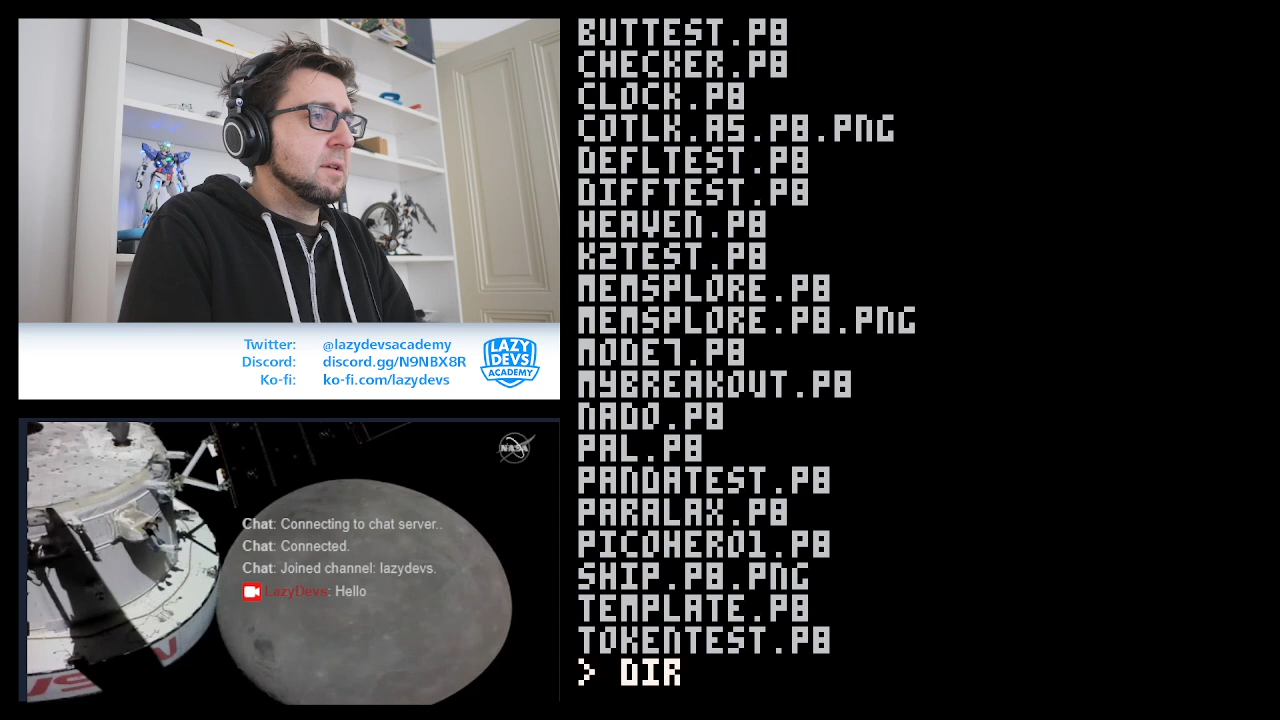 Twitter: @lazydevsacademy
Discord: discord.gg/N9NBX8R
Ko-fi: ko-fi.com/lazydevs
LAZY
DEVS
ACADEMY
NASA
Chat: Connecting to chat server..
Chat: Connected.
Chat: Joined channel: lazydevs.
LazyDevs: Hello
BUTTEST.P8
CHECKER.P8
CLOCK.P8
COTLK.A5.P8.PNG
DEFLTEST.P8
DIFFTEST.P8
HEAVEN.P8
K2TEST.P8
MEMSPLORE.P8
MEMSPLORE.P8.PNG
MODE7.P8
MYBREAKOUT.P8
NADO.P8
PAL.P8
PANDATEST.P8
PARALAX.P8
PICOHERO1.P8
SHIP.P8.PNG
TEMPLATE.P8
TOKENTEST.P8
> DIR